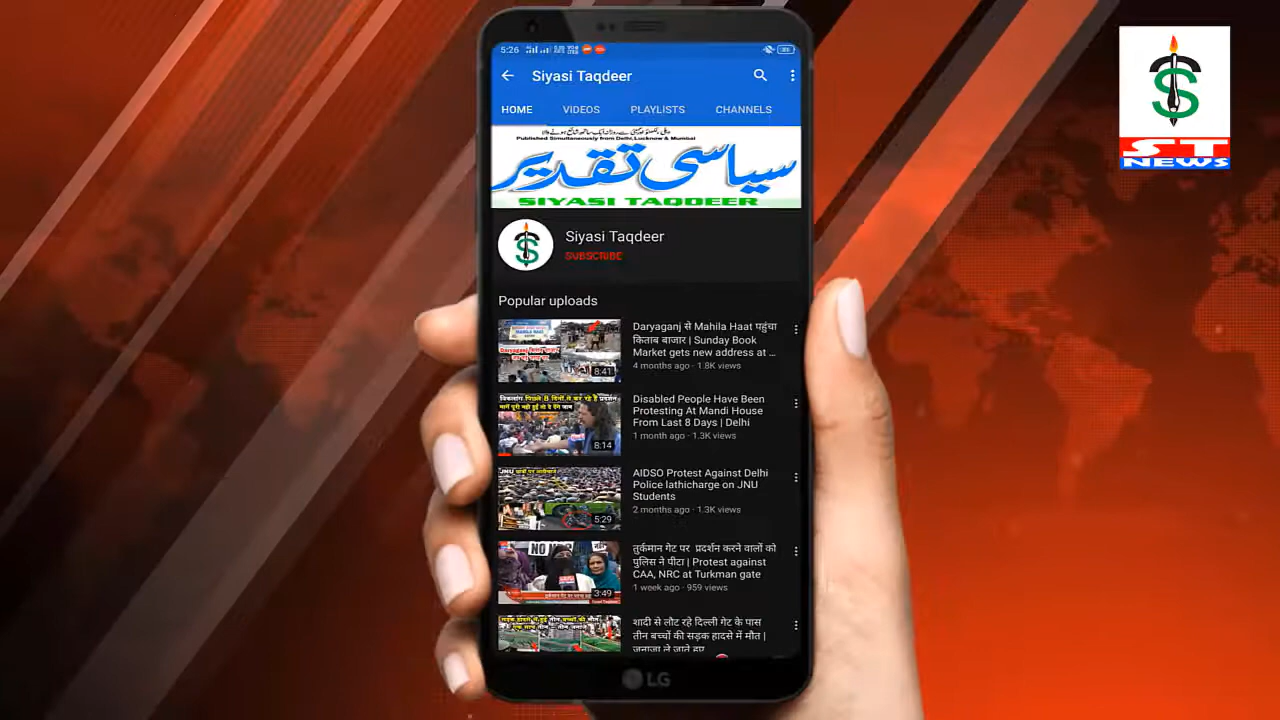 5:26
Siyasi Taqdeer
HOME VIDEOS PLAYLISTS CHANNELS
Published Simultaneously from Delhi,Lucknow & Mumbai
سیاسی تقدیر
SIYASI TAQDEER
Siyasi Taqdeer
SUBSCRIBE
Popular uploads
Daryaganj से Mahila Haat पहुंचा
किताब बाजार | Sunday Book
Market gets new address at ...
4 months ago · 1.8K views
8:41
Disabled People Have Been
Protesting At Mandi House
From Last 8 Days | Delhi
1 month ago · 1.3K views
8:14
AIDSO Protest Against Delhi
Police lathicharge on JNU
Students
2 months ago · 1.3K views
5:29
तुर्कमान गेट पर प्रदर्शन करने वालों को
पुलिस ने पीटा | Protest against
CAA, NRC at Turkman gate
1 week ago · 959 views
3:49
शादी से लौट रहे दिल्ली गेट के पास
तीन बच्चों की सड़क हादसे में मौत |
जनाजा ले जाते हुए
LG
ST
NEWS